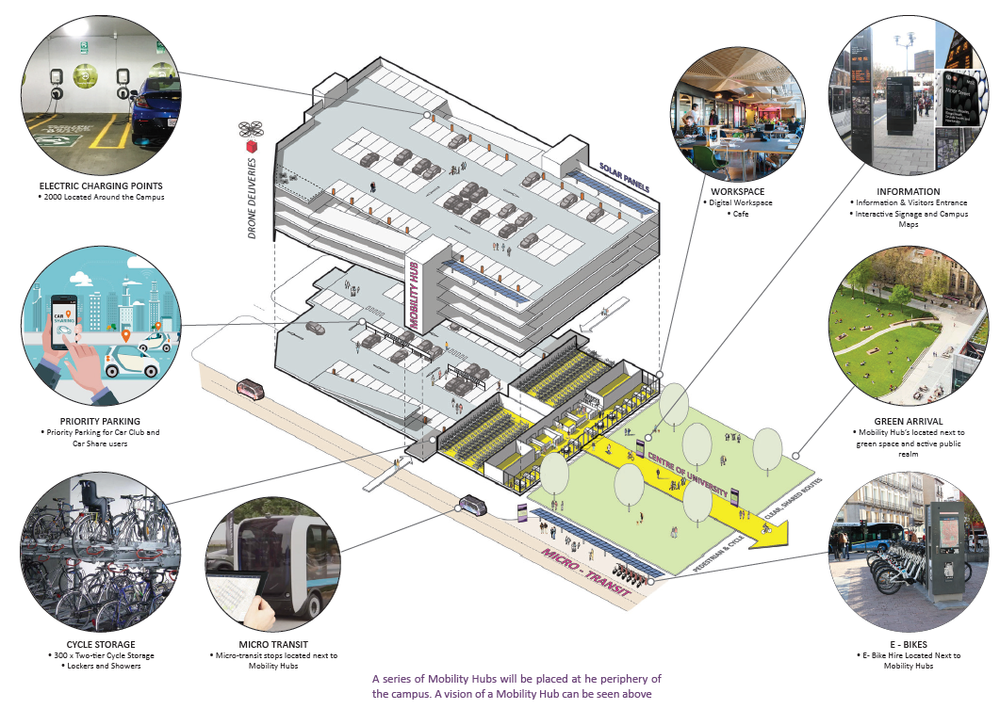 ELECTRIC CHARGING POINTS
• 2000 Located Around the Campus
DRONE DELIVERIES
SOLAR PANELS
WORKSPACE
• Digital Workspace
• Cafe
INFORMATION
• Information & Visitors Entrance
• Interactive Signage and Campus
Maps
MOBILITY HUB
CAR
SHARING
PRIORITY PARKING
• Priority Parking for Car Club and
Car Share users
GREEN ARRIVAL
• Mobility Hub's located next to
green space and active public
realm
CENTRE OF UNIVERSITY
CLEAR, SHARED ROUTES
PEDESTRIAN & CYCLE
MICRO - TRANSIT
CYCLE STORAGE
• 300 x Two-tier Cycle Storage
• Lockers and Showers
MICRO TRANSIT
• Micro-transit stops located next to
Mobility Hubs
E - BIKES
• E- Bike Hire Located Next to
Mobility Hubs
A series of Mobility Hubs will be placed at he periphery of
the campus. A vision of a Mobility Hub can be seen above